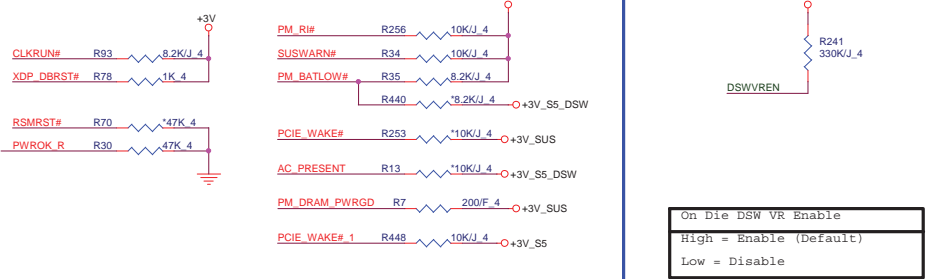 +3V
CLKRUN# R93 8.2K/J_4
XDP_DBRST# R78 1K_4
RSMRST# R70 *47K_4
PWROK_R R30 47K_4
PM_RI# R256 10K/J_4
SUSWARN# R34 10K/J_4
PM_BATLOW# R35 8.2K/J_4
R440 *8.2K/J_4 +3V_S5_DSW
PCIE_WAKE# R253 *10K/J_4 +3V_SUS
AC_PRESENT R13 *10K/J_4 +3V_S5_DSW
PM_DRAM_PWRGD R7 200/F_4 +3V_SUS
PCIE_WAKE#_1 R448 10K/J_4 +3V_S5
R241
330K/J_4
DSWVREN
On Die DSW VR Enable
High = Enable (Default)
Low = Disable